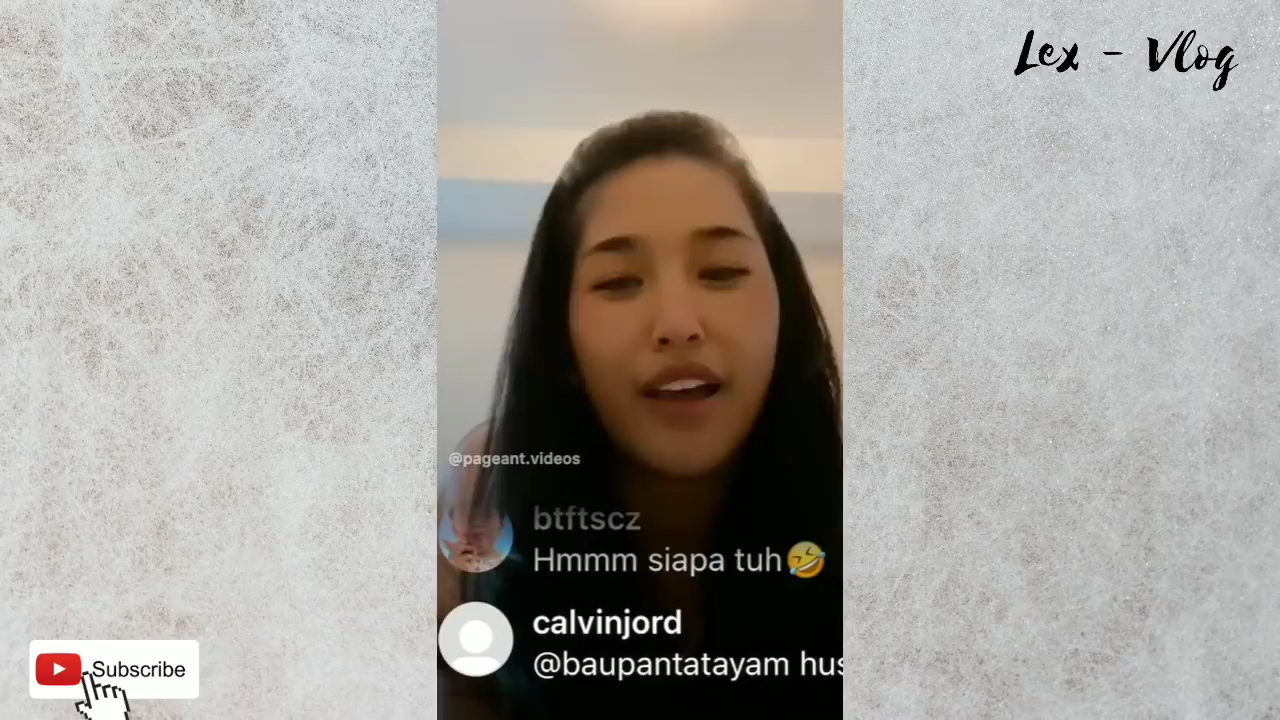 Lex - Vlog
@pageant.videos
btftscz
Hmmm siapa tuh🤣
calvinjord
@baupantatayam hus
Subscribe